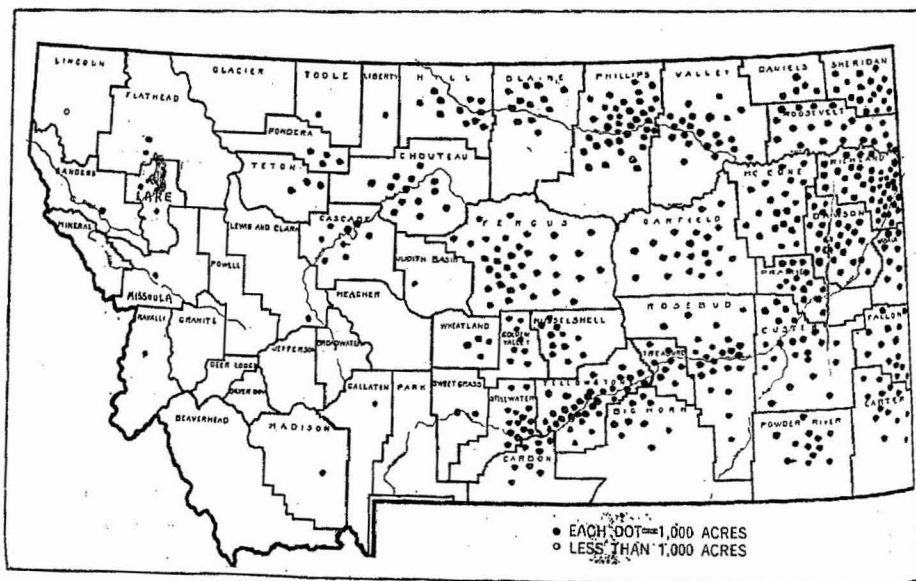 LINCOLN
FLATHEAD
GLACIER
TOOLE
LIBERTY
HILL
BLAINE
PHILLIPS
VALLEY
DANIELS
SHERIDAN
ROOSEVELT
PONDERA
TETON
CHOUTEAU
SANDERS
LAKE
MINERAL
MISSOULA
POWELL
LEWIS AND CLARK
CASCADE
JUDITH BASIN
FERGUS
GARFIELD
MC CONE
RICHLAND
DAWSON
PRAIRIE
RAVALLI
GRANITE
DEER LODGE
SILVER BOW
JEFFERSON
BROADWATER
MEAGHER
WHEATLAND
GOLDEN VALLEY
MUSSELSHELL
ROSEBUD
TREASURE
CUSTER
FALLON
BEAVERHEAD
MADISON
GALLATIN
PARK
SWEET GRASS
STILLWATER
YELLOWSTONE
BIG HORN
CARBON
POWDER RIVER
CARTER
EACH DOT=1,000 ACRES
LESS THAN 1,000 ACRES